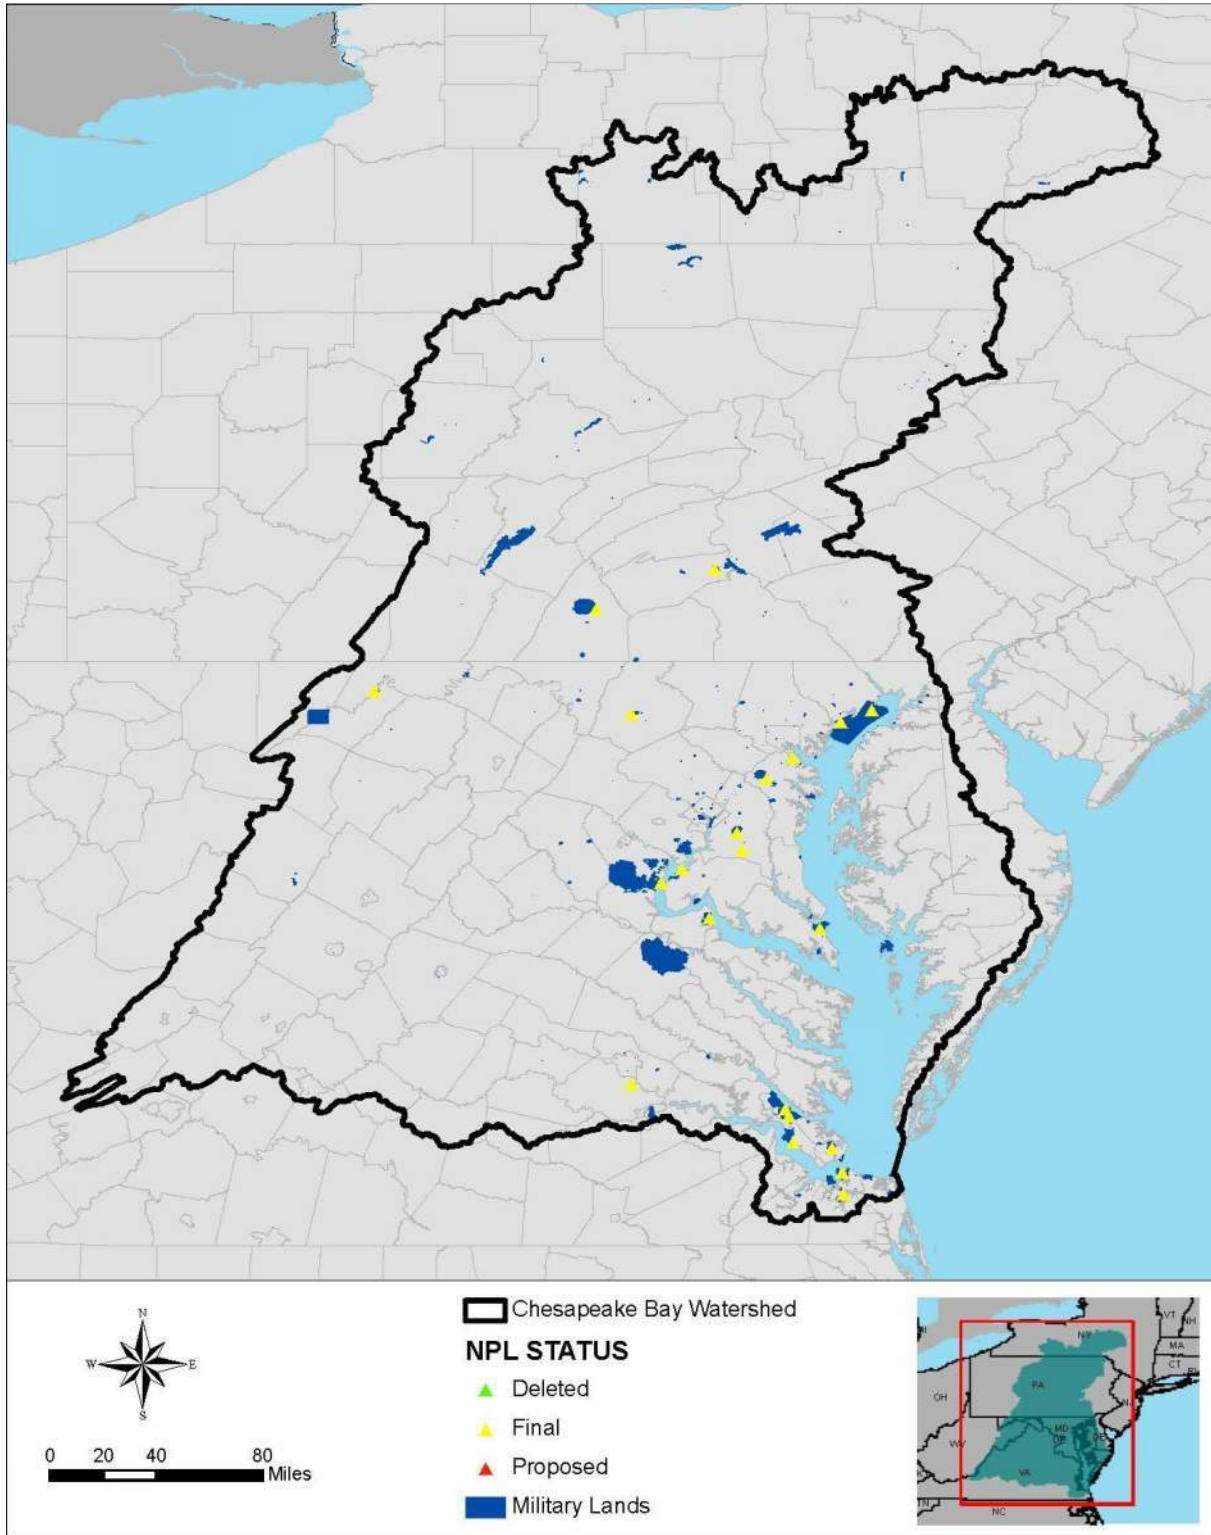 Chesapeake Bay Watershed
NPL STATUS
Deleted
Final
Proposed
Military Lands
N
W
E
S
0 20 40 80
Miles
VT
NH
NY
MA
CT
PA
OH
MD
DE
WV
VA
NC